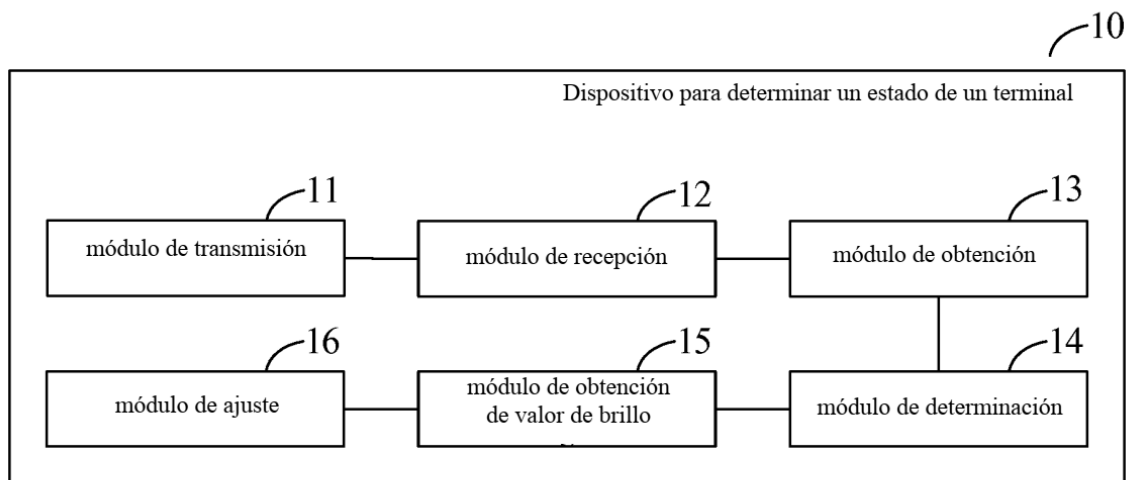 10
Dispositivo para determinar un estado de un terminal
11
12
13
módulo de transmisión
módulo de recepción
módulo de obtención
16
15
14
módulo de ajuste
módulo de obtención
de valor de brillo
módulo de determinación